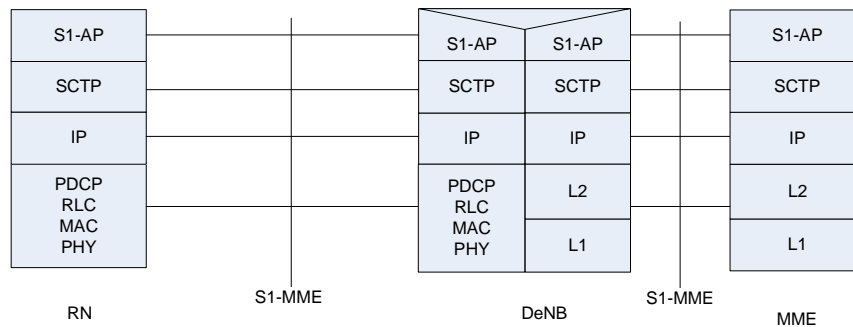 S1-AP
SCTP
IP
PDCP
RLC
MAC
PHY
RN
S1-MME
S1-AP
S1-AP
SCTP
SCTP
IP
IP
PDCP
RLC
MAC
PHY
L2
L1
DeNB
S1-MME
S1-AP
SCTP
IP
L2
L1
MME